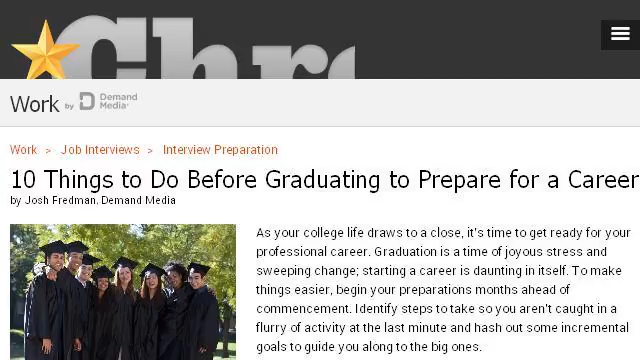 Chr
Work by Demand Media
Work > Job Interviews > Interview Preparation
10 Things to Do Before Graduating to Prepare for a Career
by Josh Fredman, Demand Media
As your college life draws to a close, it's time to get ready for your
professional career. Graduation is a time of joyous stress and
sweeping change; starting a career is daunting in itself. To make
things easier, begin your preparations months ahead of
commencement. Identify steps to take so you aren't caught in a
flurry of activity at the last minute and hash out some incremental
goals to guide you along to the big ones.